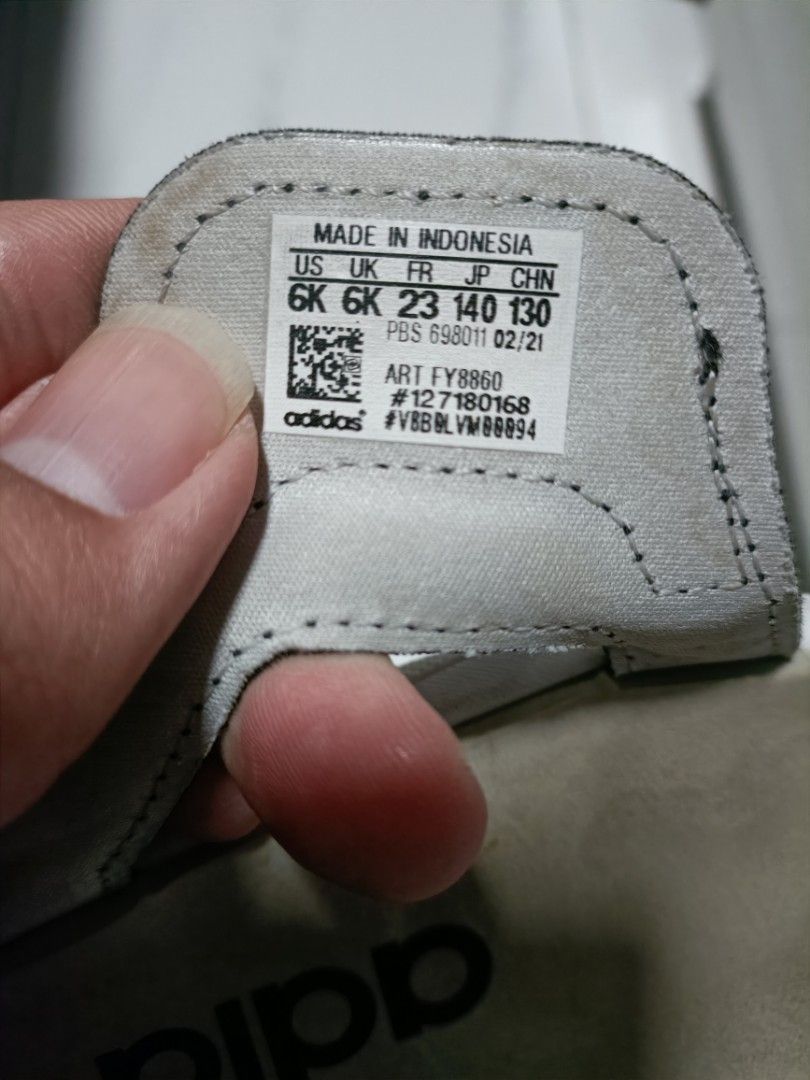 MADE IN INDONESIA
US UK FR JP CHN
6K 6K 23 140 130
PBS 698011 02/21
ART FY8860
#127180168
adidas® #V8B0LVM00094
adid